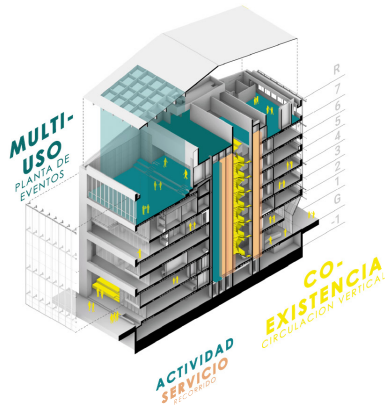 MULTI-
USO
PLANTA DE
EVENTOS
R
7
6
5
4
3
2
1
G
-1
CO-
EXISTENCIA
CIRCULACIÓN VERTICAL
ACTIVIDAD
SERVICIO
RECORRIDO